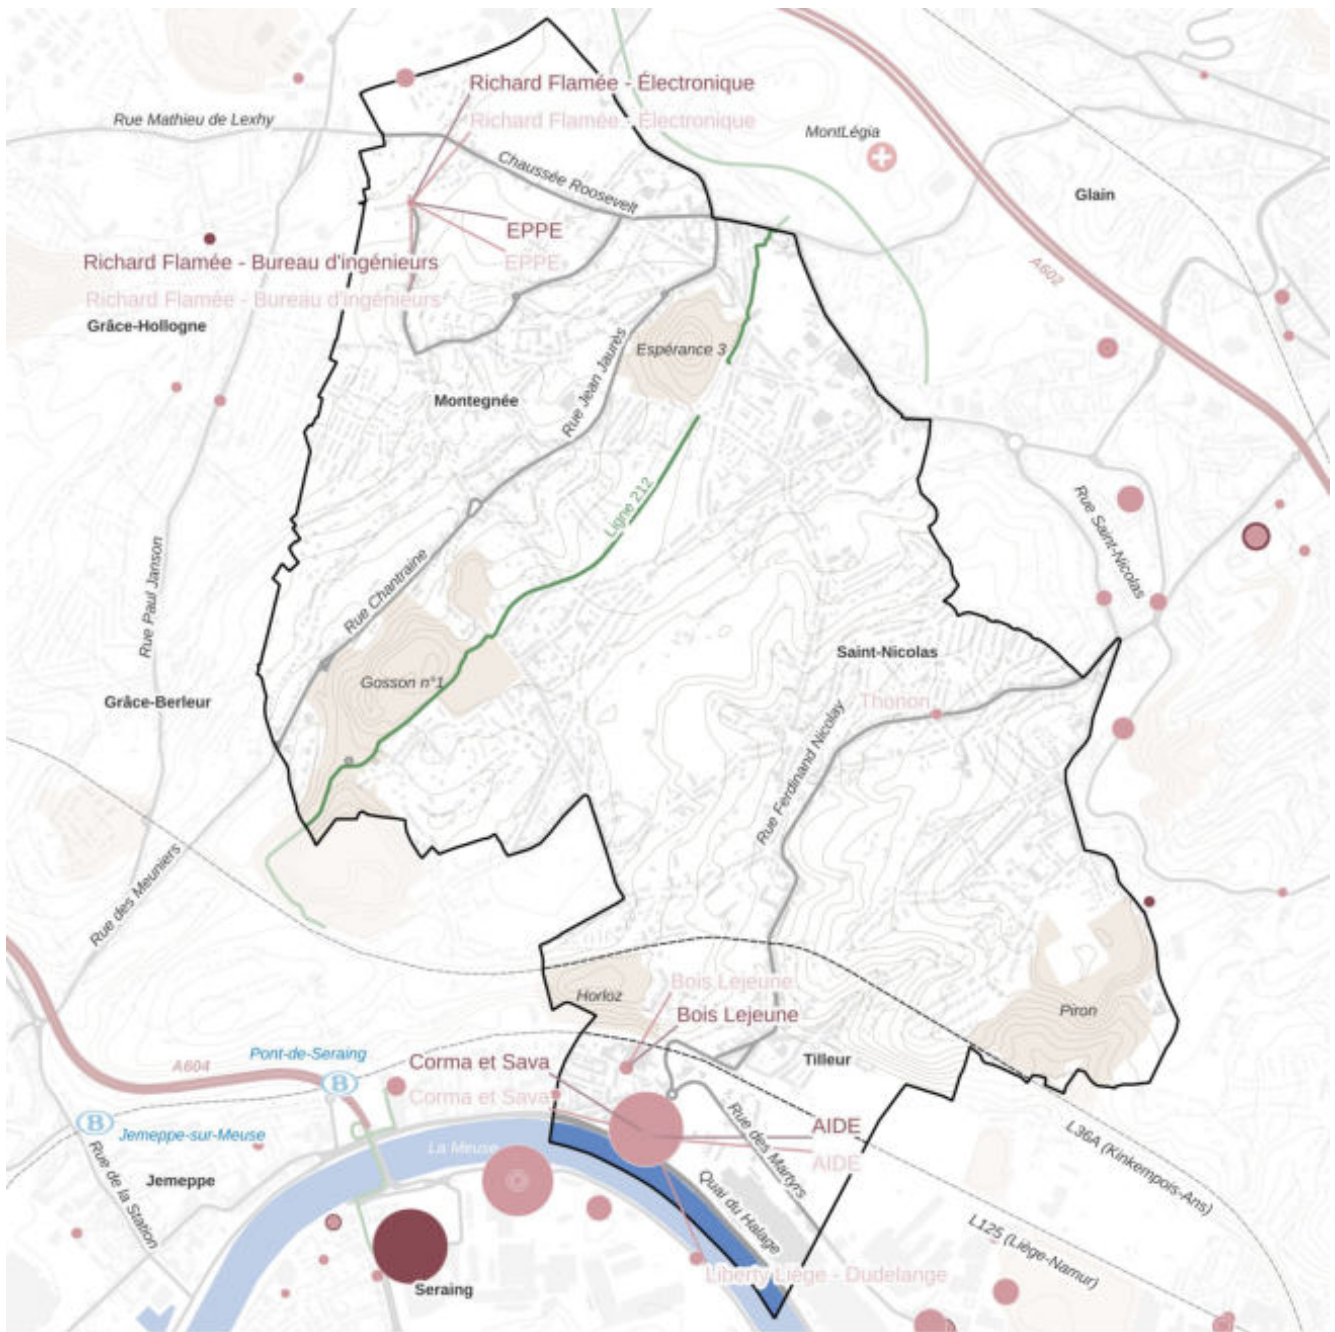 Richard Flamée - Électronique
Richard Flamée - Électronique
Rue Mathieu de Lexhy
MontLégia
Chaussée Roosevelt
Glain
EPPE
EPPE
Richard Flamée - Bureau d'ingénieurs
Richard Flamée - Bureau d'ingénieurs
A602
Grâce-Hollogne
Espérance 3
Rue Jean Jaurès
Montegnée
Ligne 212
Rue Saint-Nicolas
Rue Paul Janson
Rue Chantraine
Saint-Nicolas
Gosson n°1
Grâce-Berleur
Thonon
Rue Ferdinand Nicolay
Rue des Meuniers
Bois Lejeune
Horloz
Bois Lejeune
Piron
Pont-de-Seraing
A604
Corma et Sava
Tilleur
B
Corma et Sava
B
Jemeppe-sur-Meuse
AIDE
La Meuse
AIDE
Rue des Martyrs
L36A (Kinkempois-Ans)
Jemeppe
Rue de la Station
Quai du Halage
L125 (Liège-Namur)
Liberty Liège - Dudelange
Seraing